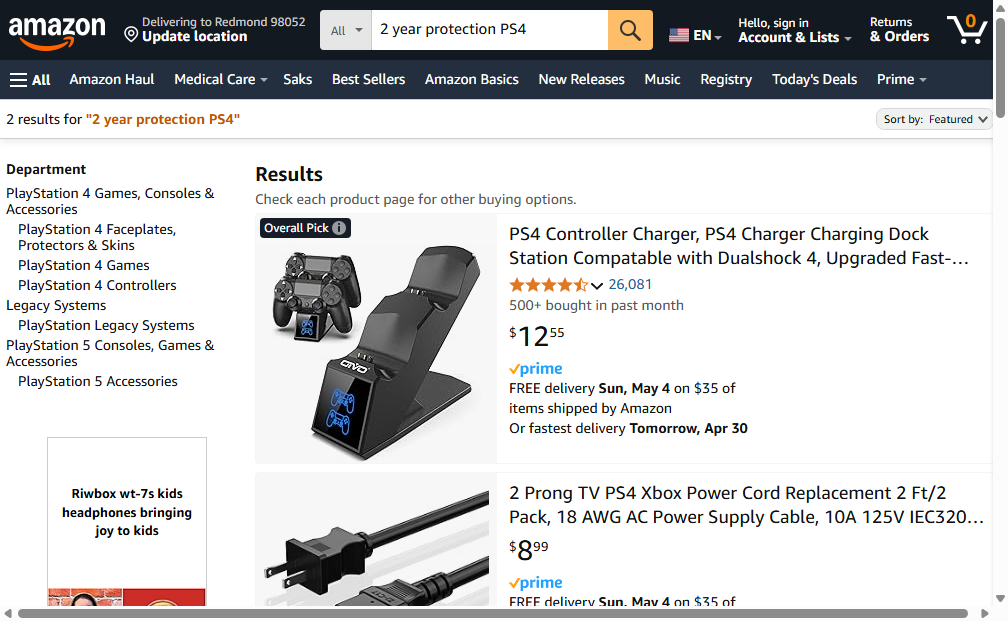 amazon
Delivering to Redmond 98052
Update location
All
2 year protection PS4
EN
Hello, sign in
Account & Lists
Returns
& Orders
0
All
Amazon Haul
Medical Care
Saks
Best Sellers
Amazon Basics
New Releases
Music
Registry
Today's Deals
Prime
2 results for "2 year protection PS4"
Sort by: Featured
Department
PlayStation 4 Games, Consoles &
Accessories
PlayStation 4 Faceplates,
Protectors & Skins
PlayStation 4 Games
PlayStation 4 Controllers
Legacy Systems
PlayStation Legacy Systems
PlayStation 5 Consoles, Games &
Accessories
PlayStation 5 Accessories
Riwbox wt-7s kids
headphones bringing
joy to kids
Results
Check each product page for other buying options.
Overall Pick
OIVO
PS4 Controller Charger, PS4 Charger Charging Dock
Station Compatable with Dualshock 4, Upgraded Fast-…
26,081
500+ bought in past month
$12 55
prime
FREE delivery Sun, May 4 on $35 of
items shipped by Amazon
Or fastest delivery Tomorrow, Apr 30
2 Prong TV PS4 Xbox Power Cord Replacement 2 Ft/2
Pack, 18 AWG AC Power Supply Cable, 10A 125V IEC320…
$8 99
prime
FREE delivery Sun, May 4 on $35 of